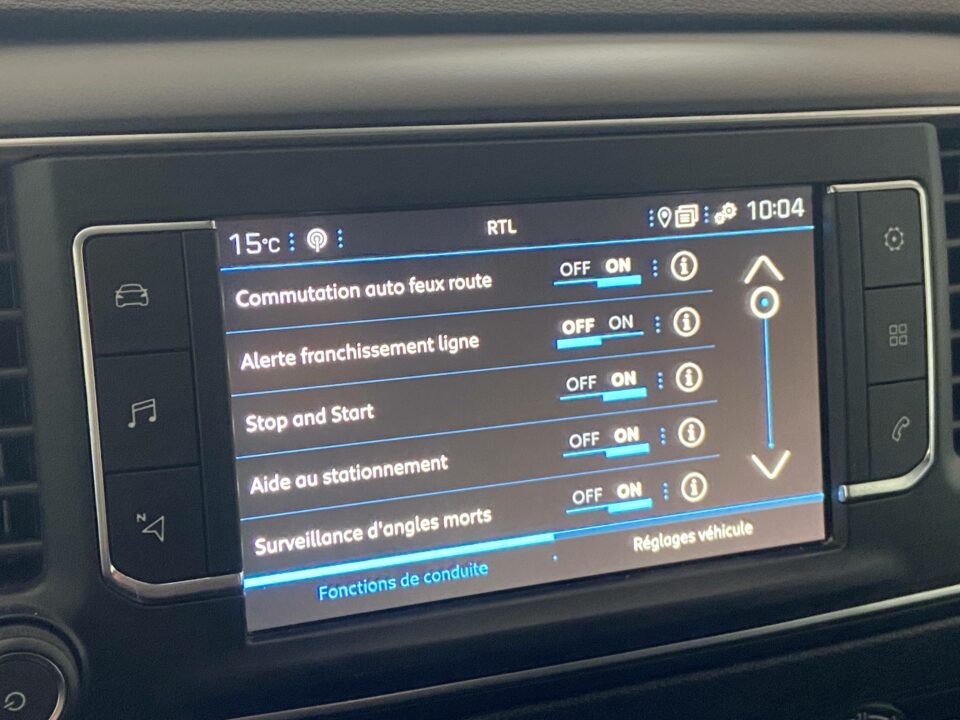 15°C RTL 10:04
Commutation auto feux route OFF ON
Alerte franchissement ligne OFF ON
Stop and Start OFF ON
Aide au stationnement OFF ON
Surveillance d'angles morts OFF ON
Fonctions de conduite Réglages véhicule
N